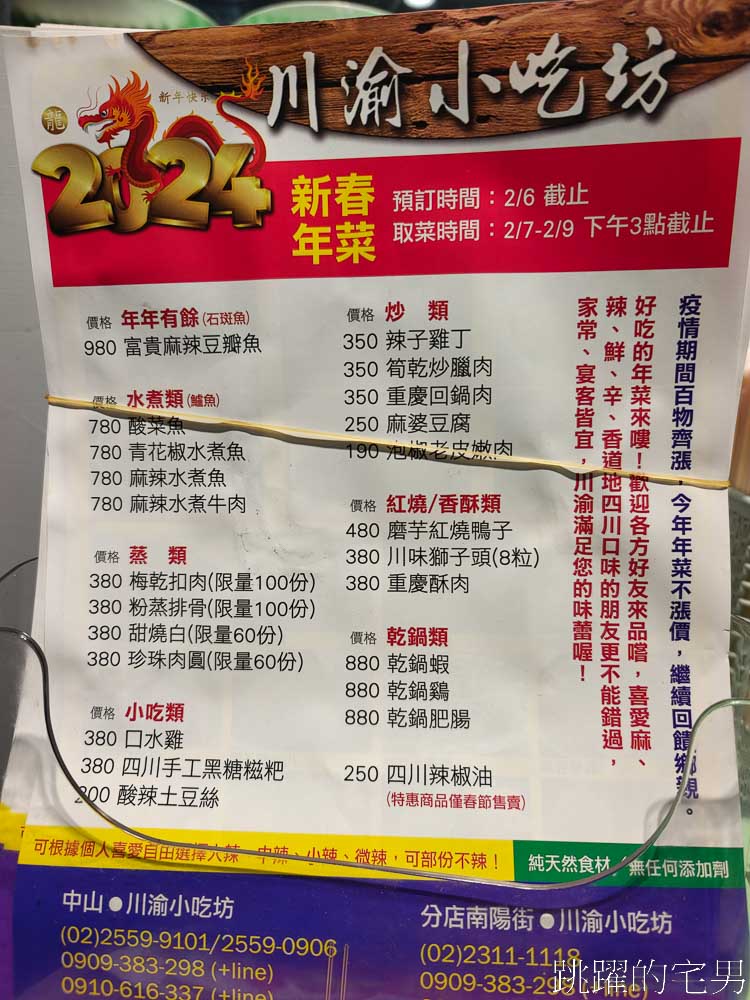 川渝小吃坊
新年快樂
龍
2024
新春
年菜
預訂時間：2/6 截止
取菜時間：2/7-2/9 下午3點截止
價格 年年有餘(石斑魚)
980 富貴麻辣豆瓣魚
價格 水煮類(鱸魚)
780 酸菜魚
780 青花椒水煮魚
780 麻辣水煮魚
780 麻辣水煮牛肉
價格 蒸 類
380 梅乾扣肉(限量100份)
380 粉蒸排骨(限量100份)
380 甜燒白(限量60份)
380 珍珠肉圓(限量60份)
價格 小吃類
380 口水雞
380 四川手工黑糖糍粑
200 酸辣土豆絲
價格 炒 類
350 辣子雞丁
350 筍乾炒臘肉
350 重慶回鍋肉
250 麻婆豆腐
190 泡椒老皮嫩肉
價格 紅燒/香酥類
480 磨芋紅燒鴨子
380 川味獅子頭(8粒)
380 重慶酥肉
價格 乾鍋類
880 乾鍋蝦
880 乾鍋鷄
880 乾鍋肥腸
250 四川辣椒油
(特惠商品僅春節售賣)
疫情期間百物齊漲，今年年菜不漲價，繼續回饋鄉親。
好吃的年菜來嘍！歡迎各方好友來品嚐，喜愛麻、
辣、鮮、辛、香道地四川口味的朋友更不能錯過，
家常、宴客皆宜，川渝滿足您的味蕾喔！
可根據個人喜愛自由選擇大辣、中辣、小辣、微辣，可部份不辣！
純天然食材 無任何添加劑
中山●川渝小吃坊
(02)2559-9101/2559-0906
0909-383-298 (+line)
0910-616-337 (+line)
分店南陽街●川渝小吃坊
(02)2311-1118
0909-383-298 (+line)
跳躍的宅男